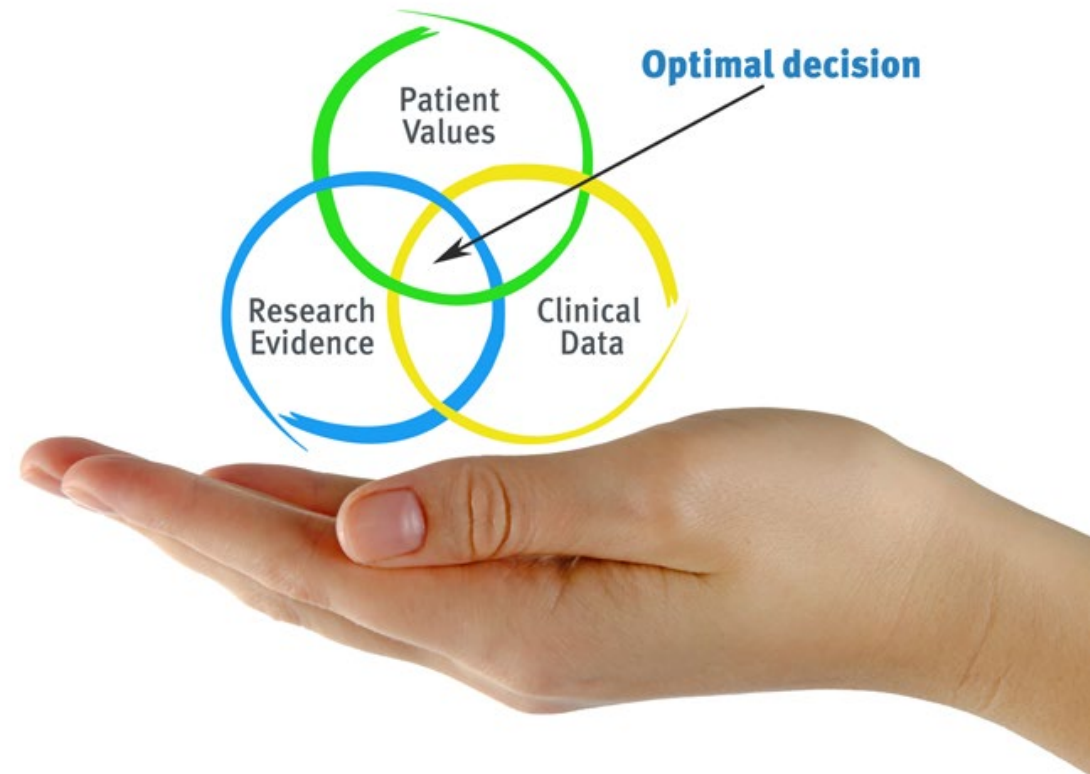 Optimal decision
Patient
Values
Research
Evidence
Clinical
Data